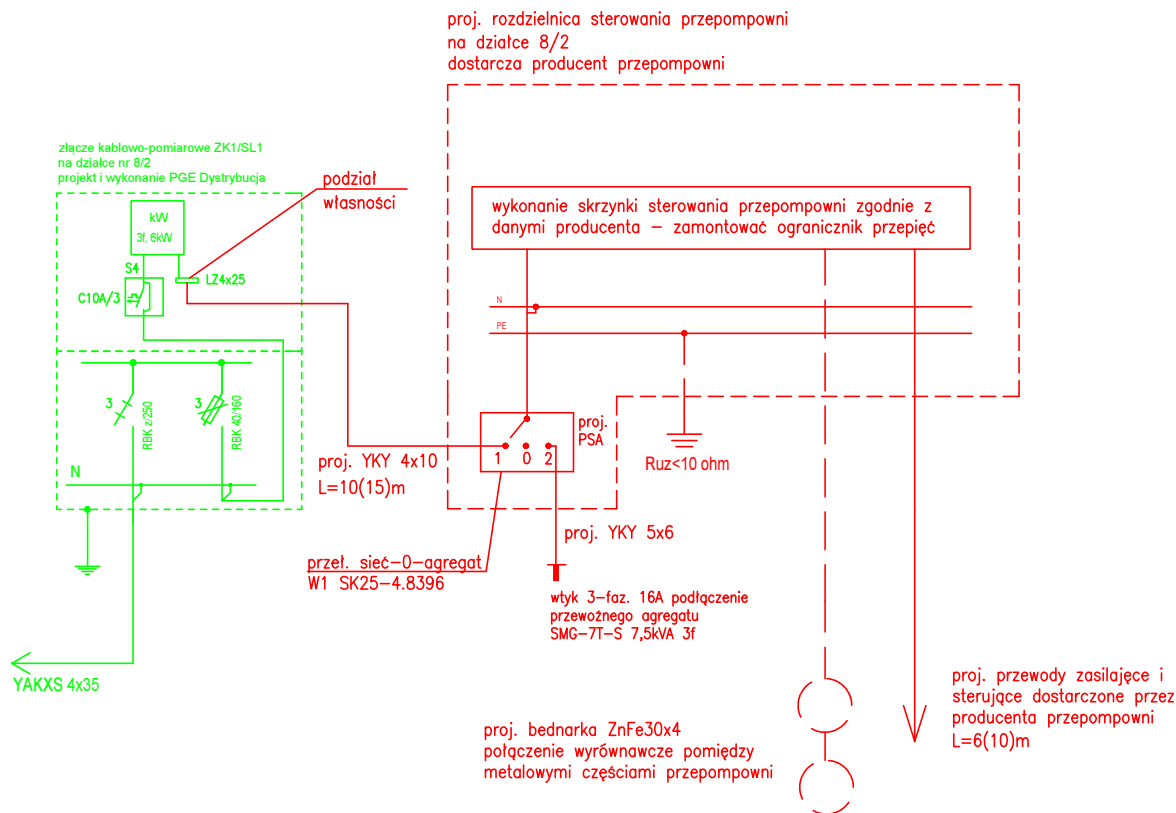 proj. rozdzielnica sterowania przepompowni
na działce 8/2
dostarcza producent przepompowni
złącze kablowo-pomiarowe ZK1/SL1
na działce nr 8/2
projekt i wykonanie PGE Dystrybucja
podział
własności
kW
3f, 6kW
S4
LZ4x25
C10A/3
wykonanie skrzynki sterowania przepompowni zgodnie z
danymi producenta – zamontować ogranicznik przepięć
N
PE
3
RBK z/250
3
RBK 40/160
N
proj. YKY 4x10
L=10(15)m
1 0 2
proj.
PSA
Ruz<10 ohm
proj. YKY 5x6
przeł. sieć-0-agregat
W1 SK25-4.8396
wtyk 3-faz. 16A podłączenie
przewożnego agregatu
SMG-7T-S 7,5kVA 3f
YAKXS 4x35
proj. bednarka ZnFe30x4
połączenie wyrównawcze pomiędzy
metalowymi częściami przepompowni
proj. przewody zasilajęce i
sterujące dostarczone przez
producenta przepompowni
L=6(10)m